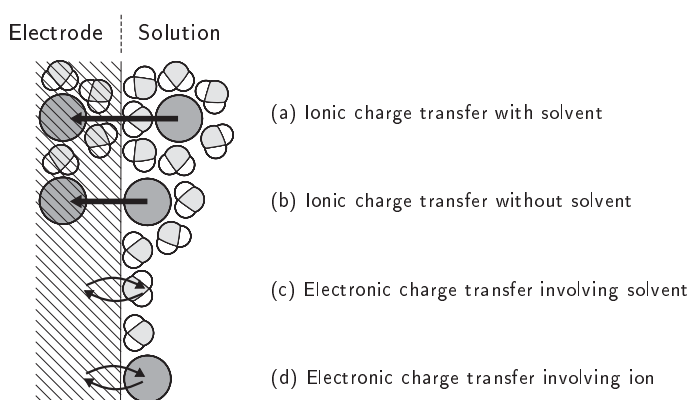 Electrode Solution
(a) Ionic charge transfer with solvent
(b) Ionic charge transfer without solvent
(c) Electronic charge transfer involving solvent
(d) Electronic charge transfer involving ion